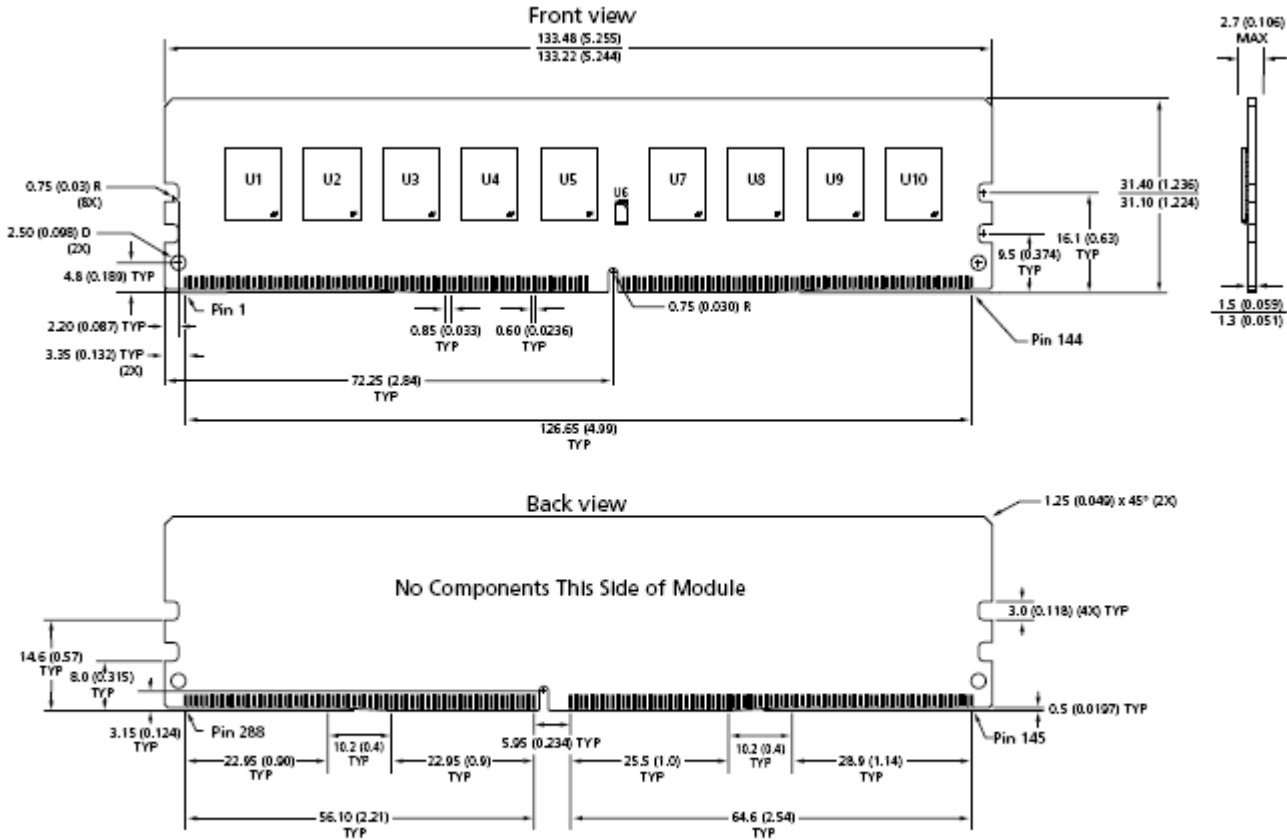 Front view
133.48 (5.255)
133.22 (5.244)
2.7 (0.106)
MAX
U1
U2
U3
U4
U5
U6
U7
U8
U9
U10
0.75 (0.03) R
(8X)
2.50 (0.098) D
(2X)
4.8 (0.189) TYP
31.40 (1.236)
31.10 (1.224)
16.1 (0.63)
TYP
9.5 (0.374)
TYP
Pin 1
2.20 (0.087) TYP
3.35 (0.132) TYP
(2X)
0.85 (0.033)
TYP
0.60 (0.0236)
TYP
0.75 (0.030) R
Pin 144
1.5 (0.059)
1.3 (0.051)
72.25 (2.84)
TYP
126.65 (4.99)
TYP
Back view
1.25 (0.049) x 45° (2X)
No Components This Side of Module
3.0 (0.118) (4X) TYP
14.6 (0.57)
TYP
8.0 (0.315)
TYP
3.15 (0.124)
TYP
Pin 288
5.95 (0.234) TYP
0.5 (0.0197) TYP
Pin 145
22.95 (0.90)
TYP
10.2 (0.4)
TYP
22.95 (0.9)
TYP
25.5 (1.0)
TYP
10.2 (0.4)
TYP
28.9 (1.14)
TYP
56.10 (2.21)
TYP
64.6 (2.54)
TYP